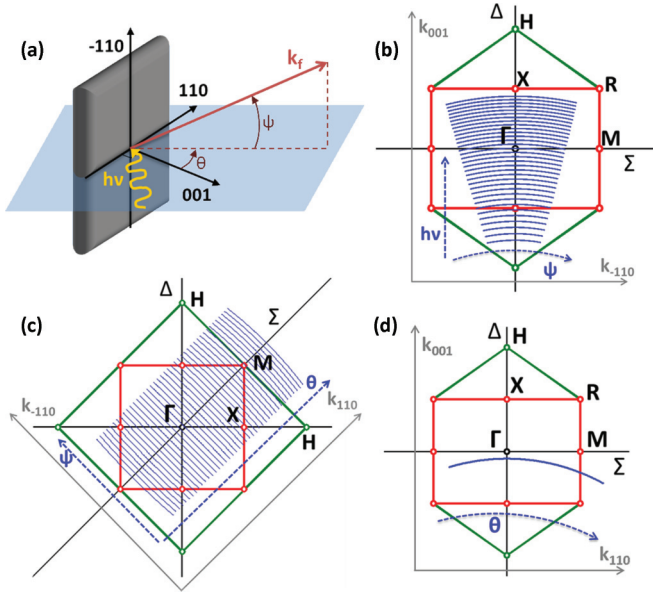 (a)
-110
k_f
110
ψ
θ
hν
001
(b)
k_001
Δ
H
X
R
Γ
M
Σ
hν
ψ
k_-110
(c)
Δ
H
Σ
M
θ
k_-110
Γ
X
k_110
H
ψ
(d)
k_001
Δ
H
X
R
Γ
M
Σ
θ
k_110